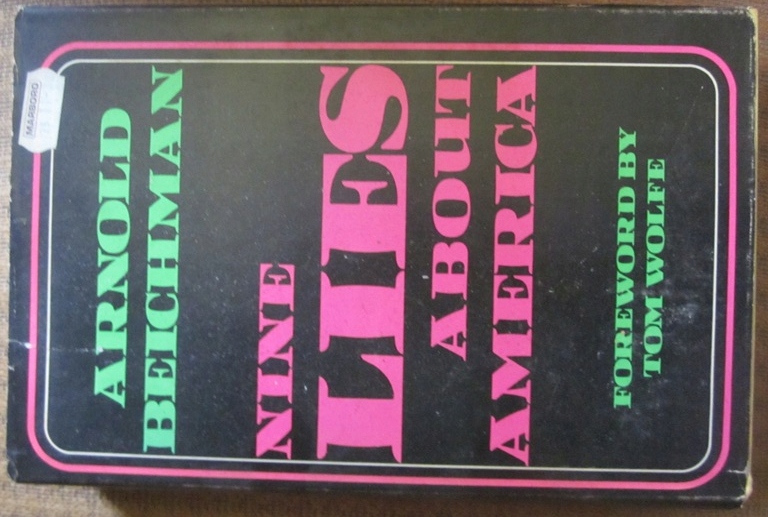 MARBORO
ARNOLD
BEICHMAN
NINE
LIES
ABOUT
AMERICA
FOREWORD BY
TOM WOLFE